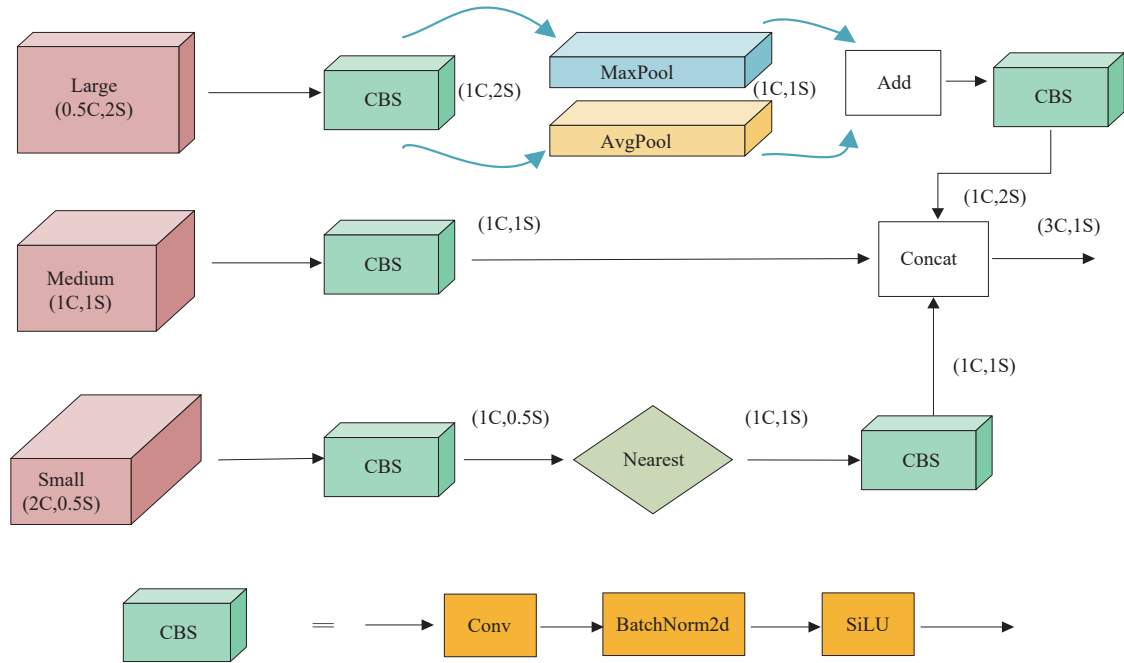 Large
(0.5C,2S)
CBS
(1C,2S)
MaxPool
AvgPool
(1C,1S)
Add
CBS
(1C,2S)
Medium
(1C,1S)
CBS
(1C,1S)
Concat
(3C,1S)
(1C,1S)
Small
(2C,0.5S)
CBS
(1C,0.5S)
Nearest
(1C,1S)
CBS
CBS
=
Conv
BatchNorm2d
SiLU